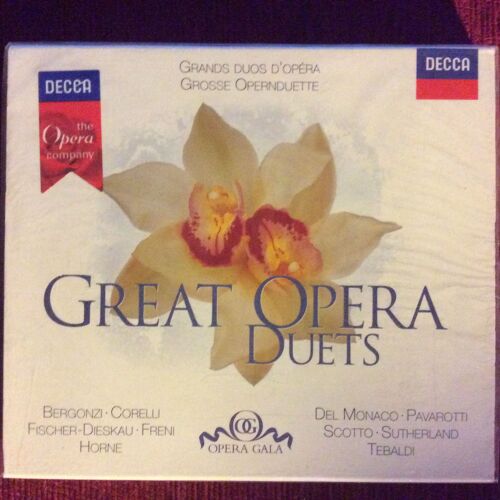 GRANDS DUOS D'OPÉRA
GROSSE OPERNDUETTE
DECCA
DECCA
the
Opera
company
GREAT OPERA
DUETS
BERGONZI · CORELLI
FISCHER-DIESKAU · FRENI
HORNE
OG
OPERA GALA
DEL MONACO · PAVAROTTI
SCOTTO · SUTHERLAND
TEBALDI